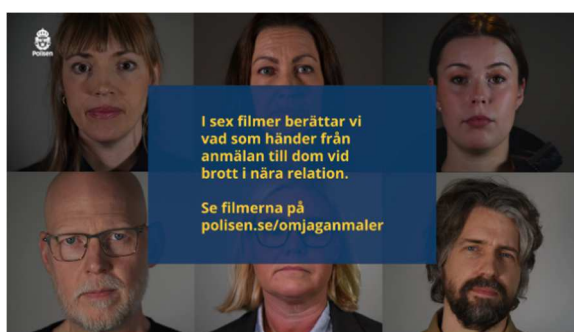 Polisen
I sex filmer berättar vi
vad som händer från
anmälan till dom vid
brott i nära relation.
Se filmerna på
polisen.se/omjaganmaler